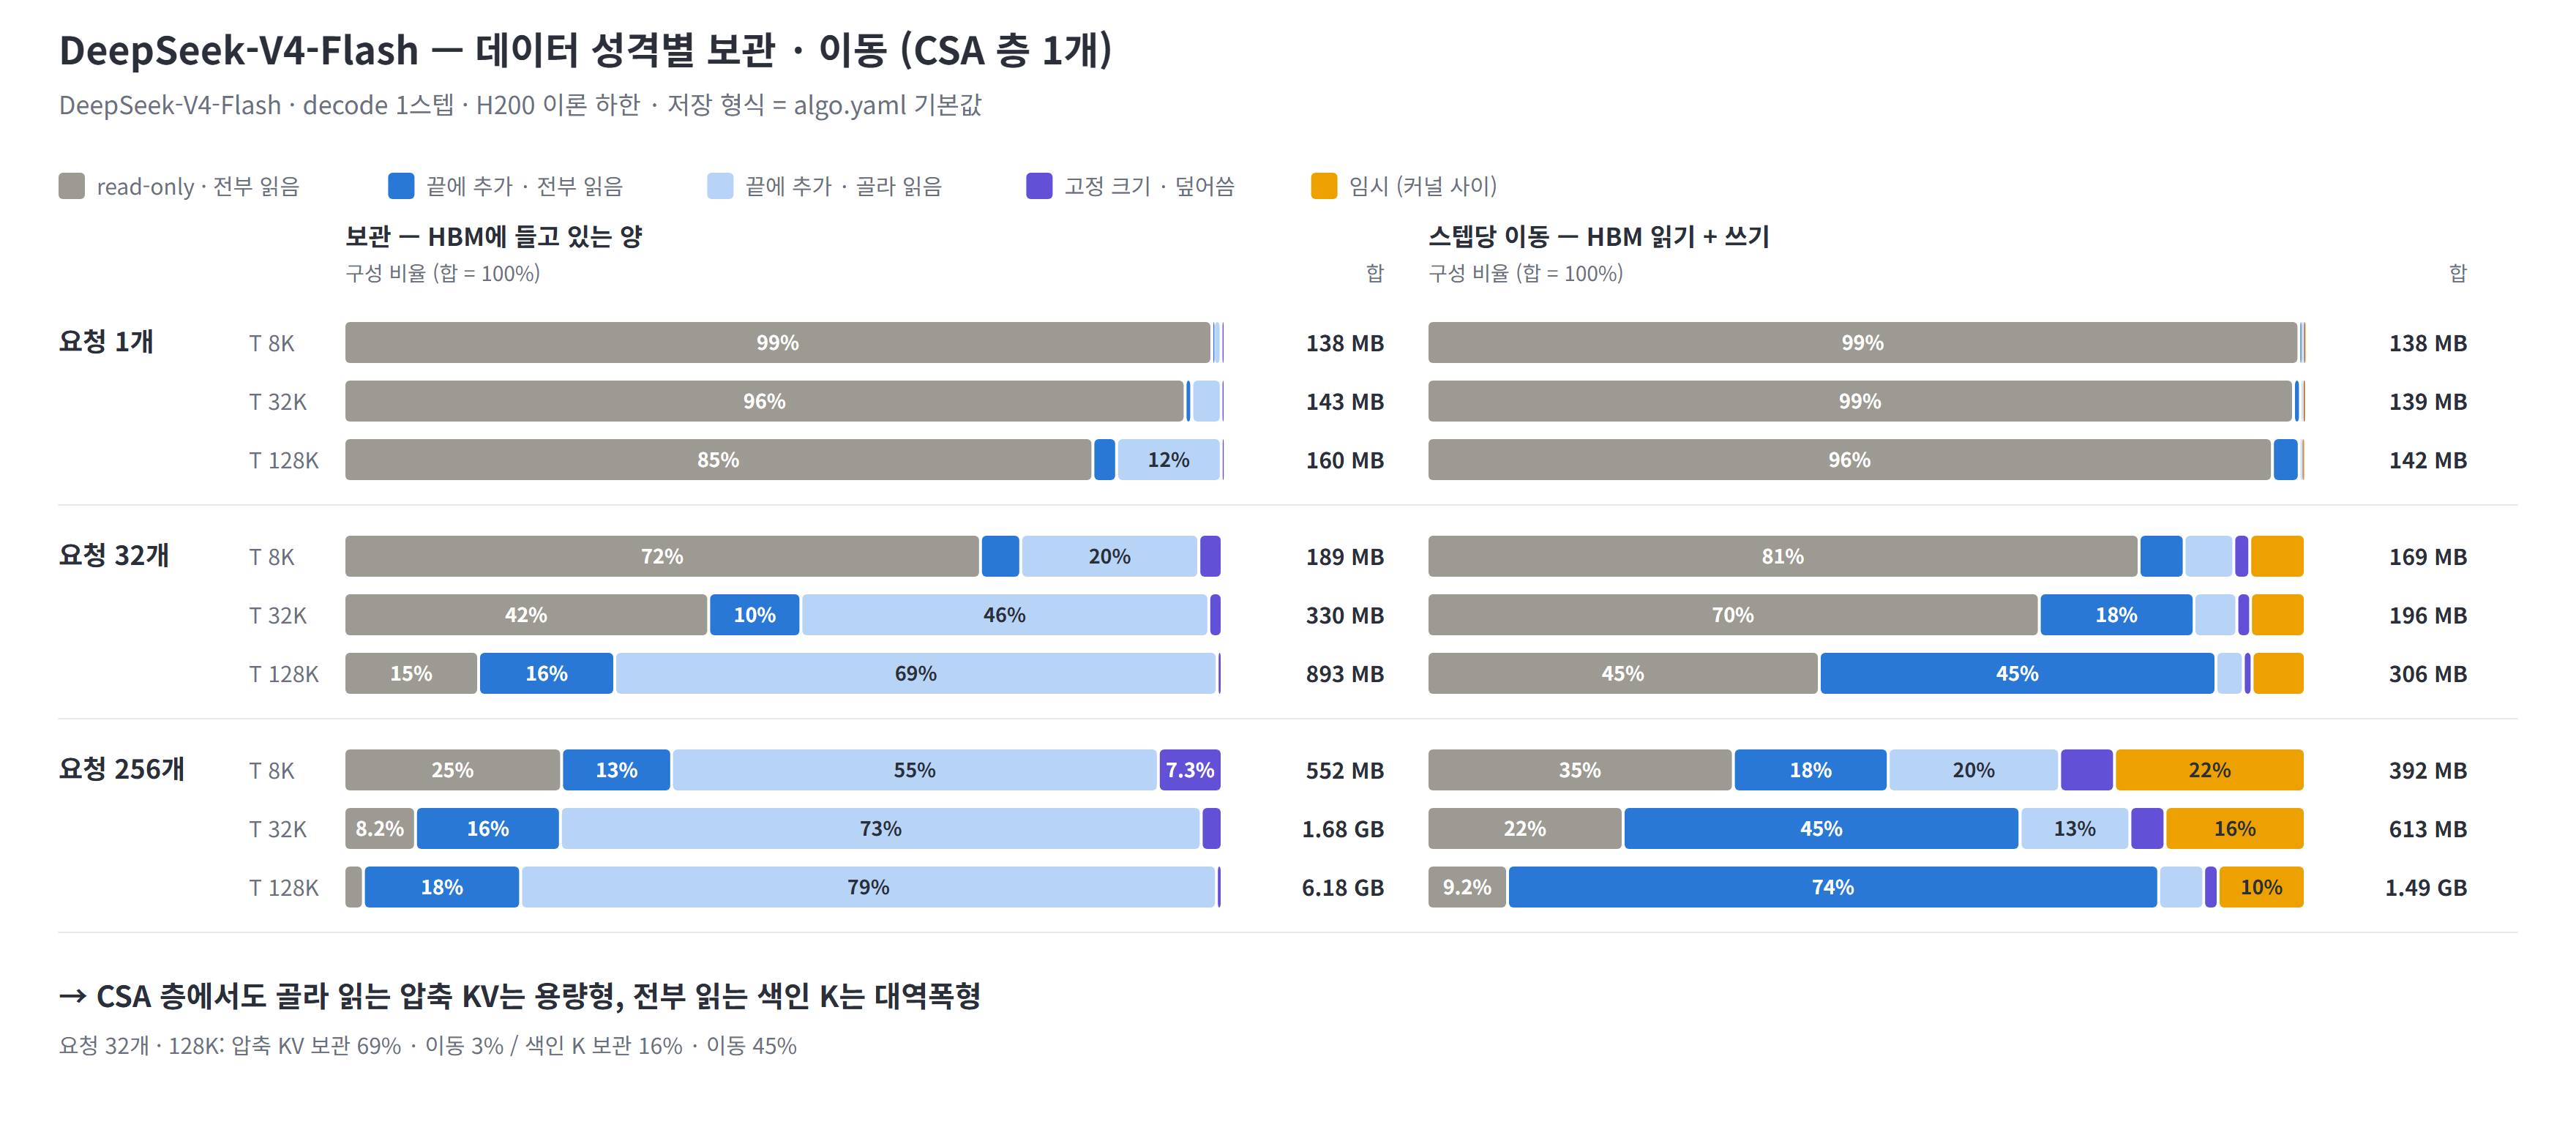 DeepSeek-V4-Flash — 데이터 성격별 보관 · 이동 (CSA 층 1개)
DeepSeek-V4-Flash · decode 1스텝 · H200 이론 하한 · 저장 형식 = algo.yaml 기본값
read-only · 전부 읽음 끝에 추가 · 전부 읽음 끝에 추가 · 골라 읽음 고정 크기 · 덮어씀 임시 (커널 사이)
보관 — HBM에 들고 있는 양 스텝당 이동 — HBM 읽기 + 쓰기
구성 비율 (합 = 100%) 합 구성 비율 (합 = 100%) 합
요청 1개 T 8K 99% 138 MB 99% 138 MB
T 32K 96% 143 MB 99% 139 MB
T 128K 85% 12% 160 MB 96% 142 MB
요청 32개 T 8K 72% 20% 189 MB 81% 169 MB
T 32K 42% 10% 46% 330 MB 70% 18% 196 MB
T 128K 15% 16% 69% 893 MB 45% 45% 306 MB
요청 256개 T 8K 25% 13% 55% 7.3% 552 MB 35% 18% 20% 22% 392 MB
T 32K 8.2% 16% 73% 1.68 GB 22% 45% 13% 16% 613 MB
T 128K 18% 79% 6.18 GB 9.2% 74% 10% 1.49 GB
→ CSA 층에서도 골라 읽는 압축 KV는 용량형, 전부 읽는 색인 K는 대역폭형
요청 32개 · 128K: 압축 KV 보관 69% · 이동 3% / 색인 K 보관 16% · 이동 45%